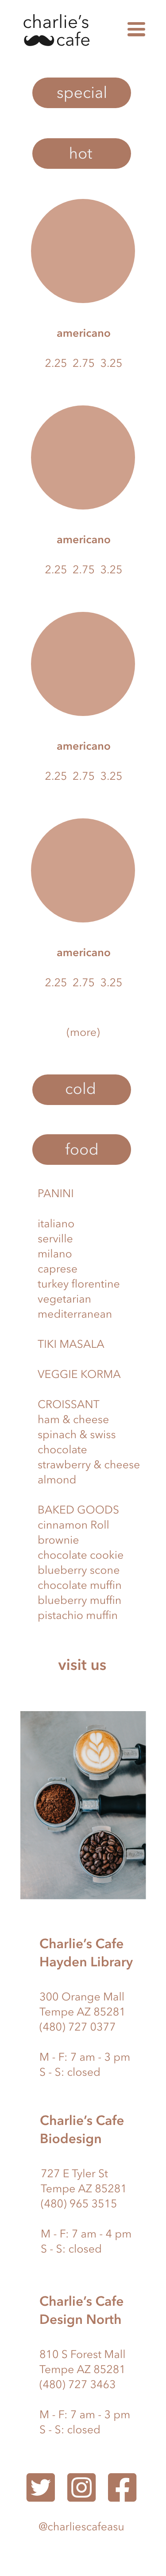 charlie's
cafe
special
hot
americano
2.25 2.75 3.25
americano
2.25 2.75 3.25
americano
2.25 2.75 3.25
americano
2.25 2.75 3.25
(more)
cold
food
PANINI
italiano
serville
milano
caprese
turkey florentine
vegetarian
mediterranean
TIKI MASALA
VEGGIE KORMA
CROISSANT
ham & cheese
spinach & swiss
chocolate
strawberry & cheese
almond
BAKED GOODS
cinnamon Roll
brownie
chocolate cookie
blueberry scone
chocolate muffin
blueberry muffin
pistachio muffin
visit us
Charlie's Cafe
Hayden Library
300 Orange Mall
Tempe AZ 85281
(480) 727 0377
M - F: 7 am - 3 pm
S - S: closed
Charlie's Cafe
Biodesign
727 E Tyler St
Tempe AZ 85281
(480) 965 3515
M - F: 7 am - 4 pm
S - S: closed
Charlie's Cafe
Design North
810 S Forest Mall
Tempe AZ 85281
(480) 727 3463
M - F: 7 am - 3 pm
S - S: closed
@charliescafeasu